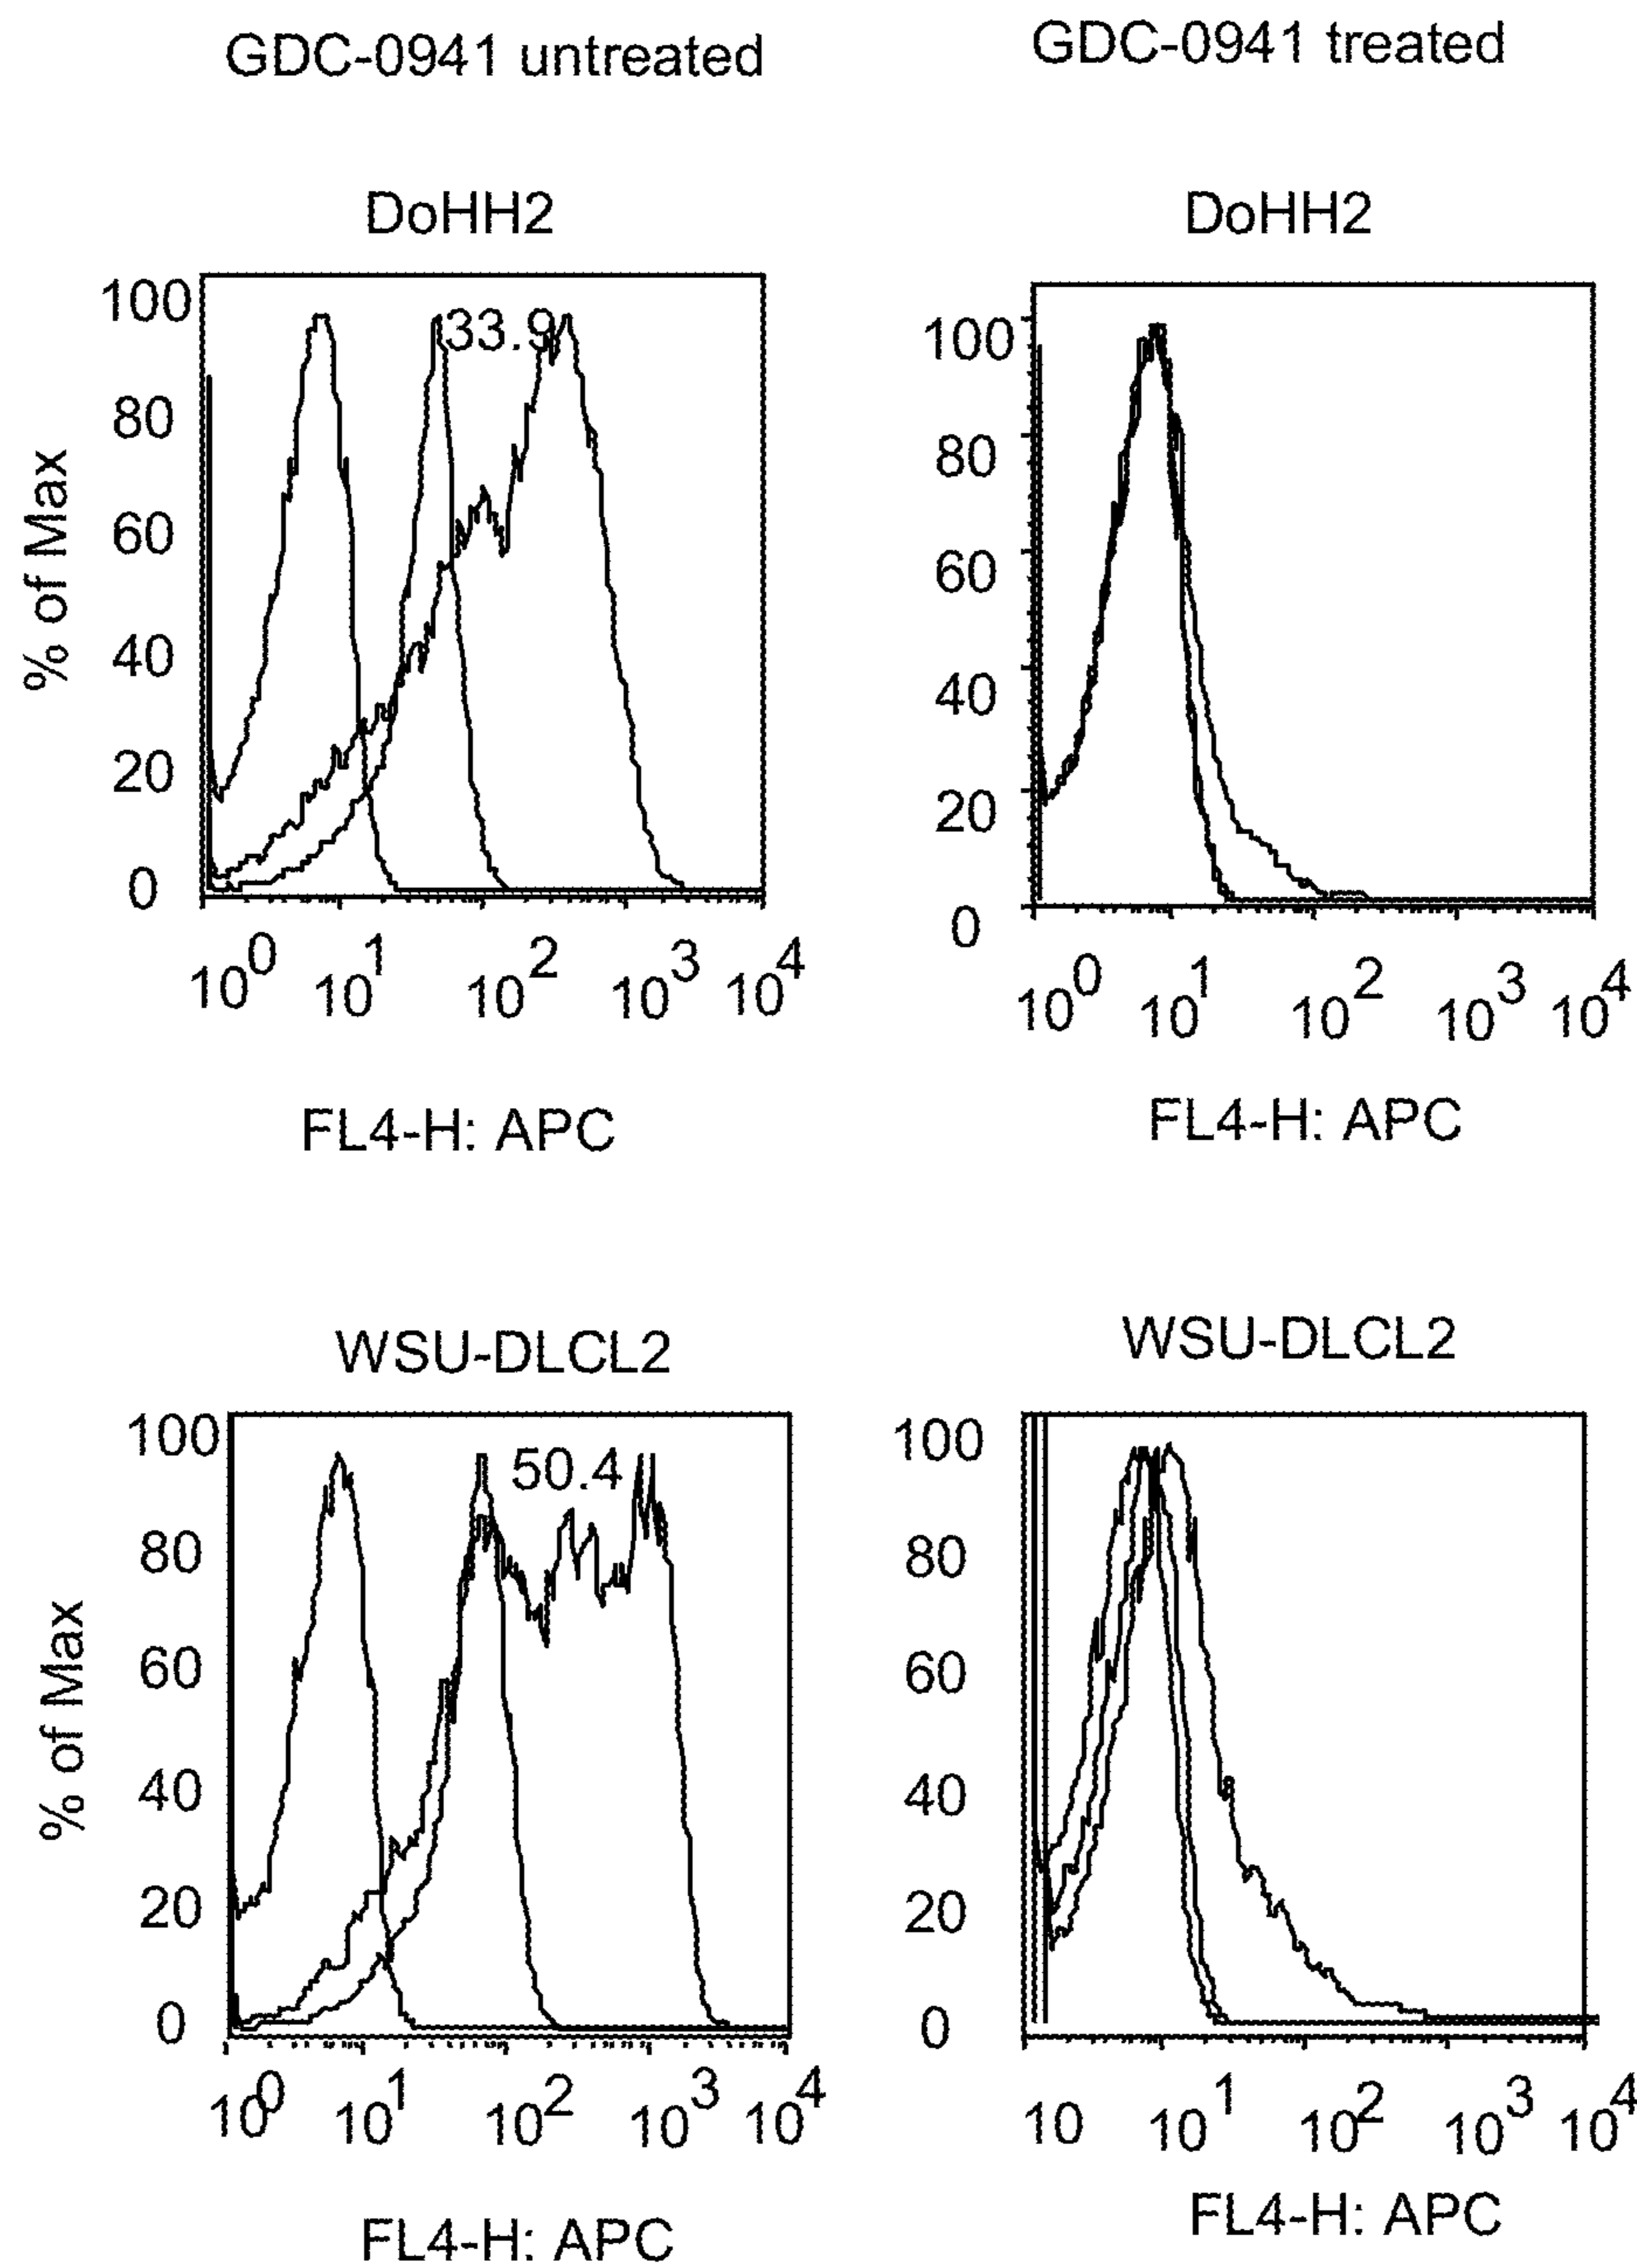 GDC-0941 untreated
GDC-0941 treated
DoHH2
% of Max
100
80
60
40
20
0
33.9
10^0 10^1 10^2 10^3 10^4
FL4-H: APC
DoHH2
100
80
60
40
20
0
10^0 10^1 10^2 10^3 10^4
FL4-H: APC
WSU-DLCL2
% of Max
100
80
60
40
20
0
50.4
10^0 10^1 10^2 10^3 10^4
FL4-H: APC
WSU-DLCL2
100
80
60
40
20
0
10 10^1 10^2 10^3 10^4
FL4-H: APC